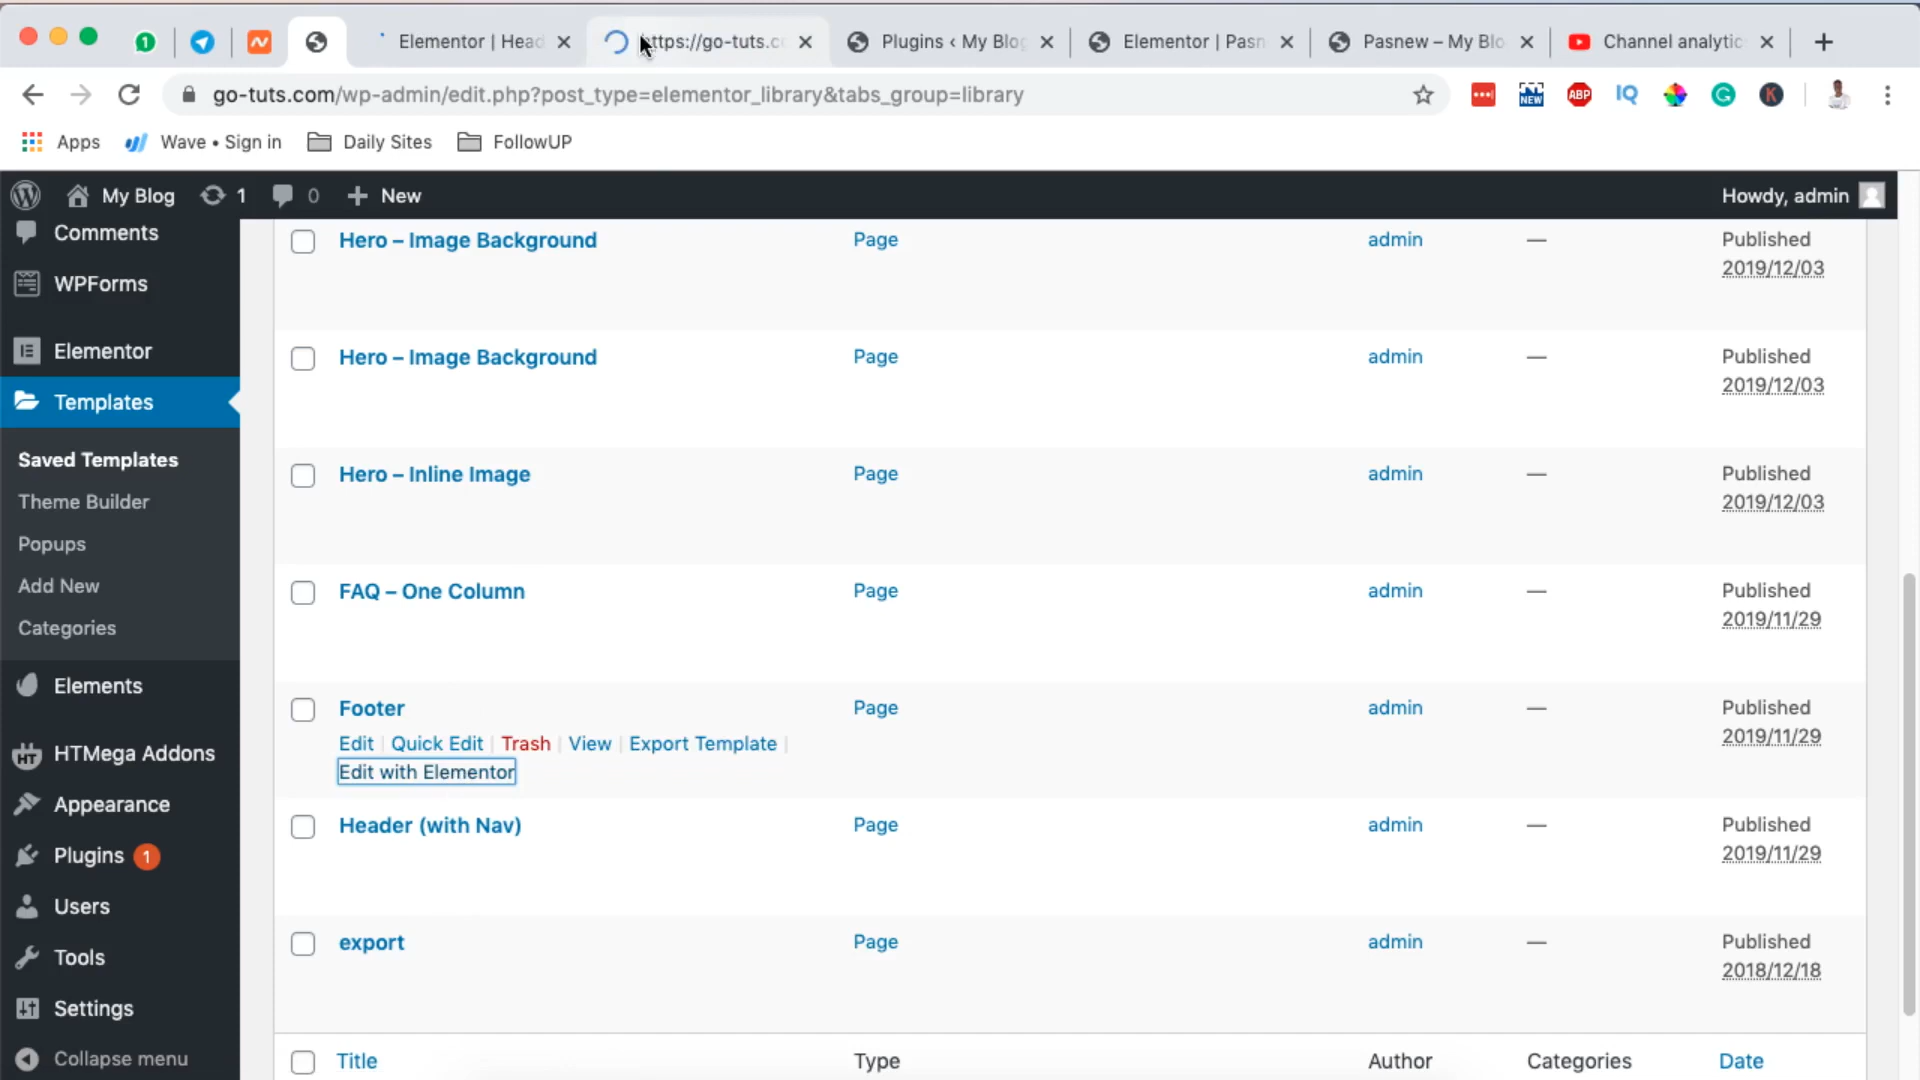 Elementor | Head
https://go-tuts.c
Plugins ‹ My Blog
Elementor | Pasn
Pasnew – My Blo
Channel analytic
go-tuts.com/wp-admin/edit.php?post_type=elementor_library&tabs_group=library
Apps
Wave • Sign in
Daily Sites
FollowUP
My Blog
1
0
New
Howdy, admin
Comments
WPForms
Elementor
Templates
Saved Templates
Theme Builder
Popups
Add New
Categories
Elements
HTMega Addons
Appearance
Plugins 1
Users
Tools
Settings
Collapse menu
Hero – Image Background Page admin — Published
2019/12/03
Hero – Image Background Page admin — Published
2019/12/03
Hero – Inline Image Page admin — Published
2019/12/03
FAQ – One Column Page admin — Published
2019/11/29
Footer Page admin — Published
2019/11/29
Edit | Quick Edit | Trash | View | Export Template |
Edit with Elementor
Header (with Nav) Page admin — Published
2019/11/29
export Page admin — Published
2018/12/18
Title Type Author Categories Date